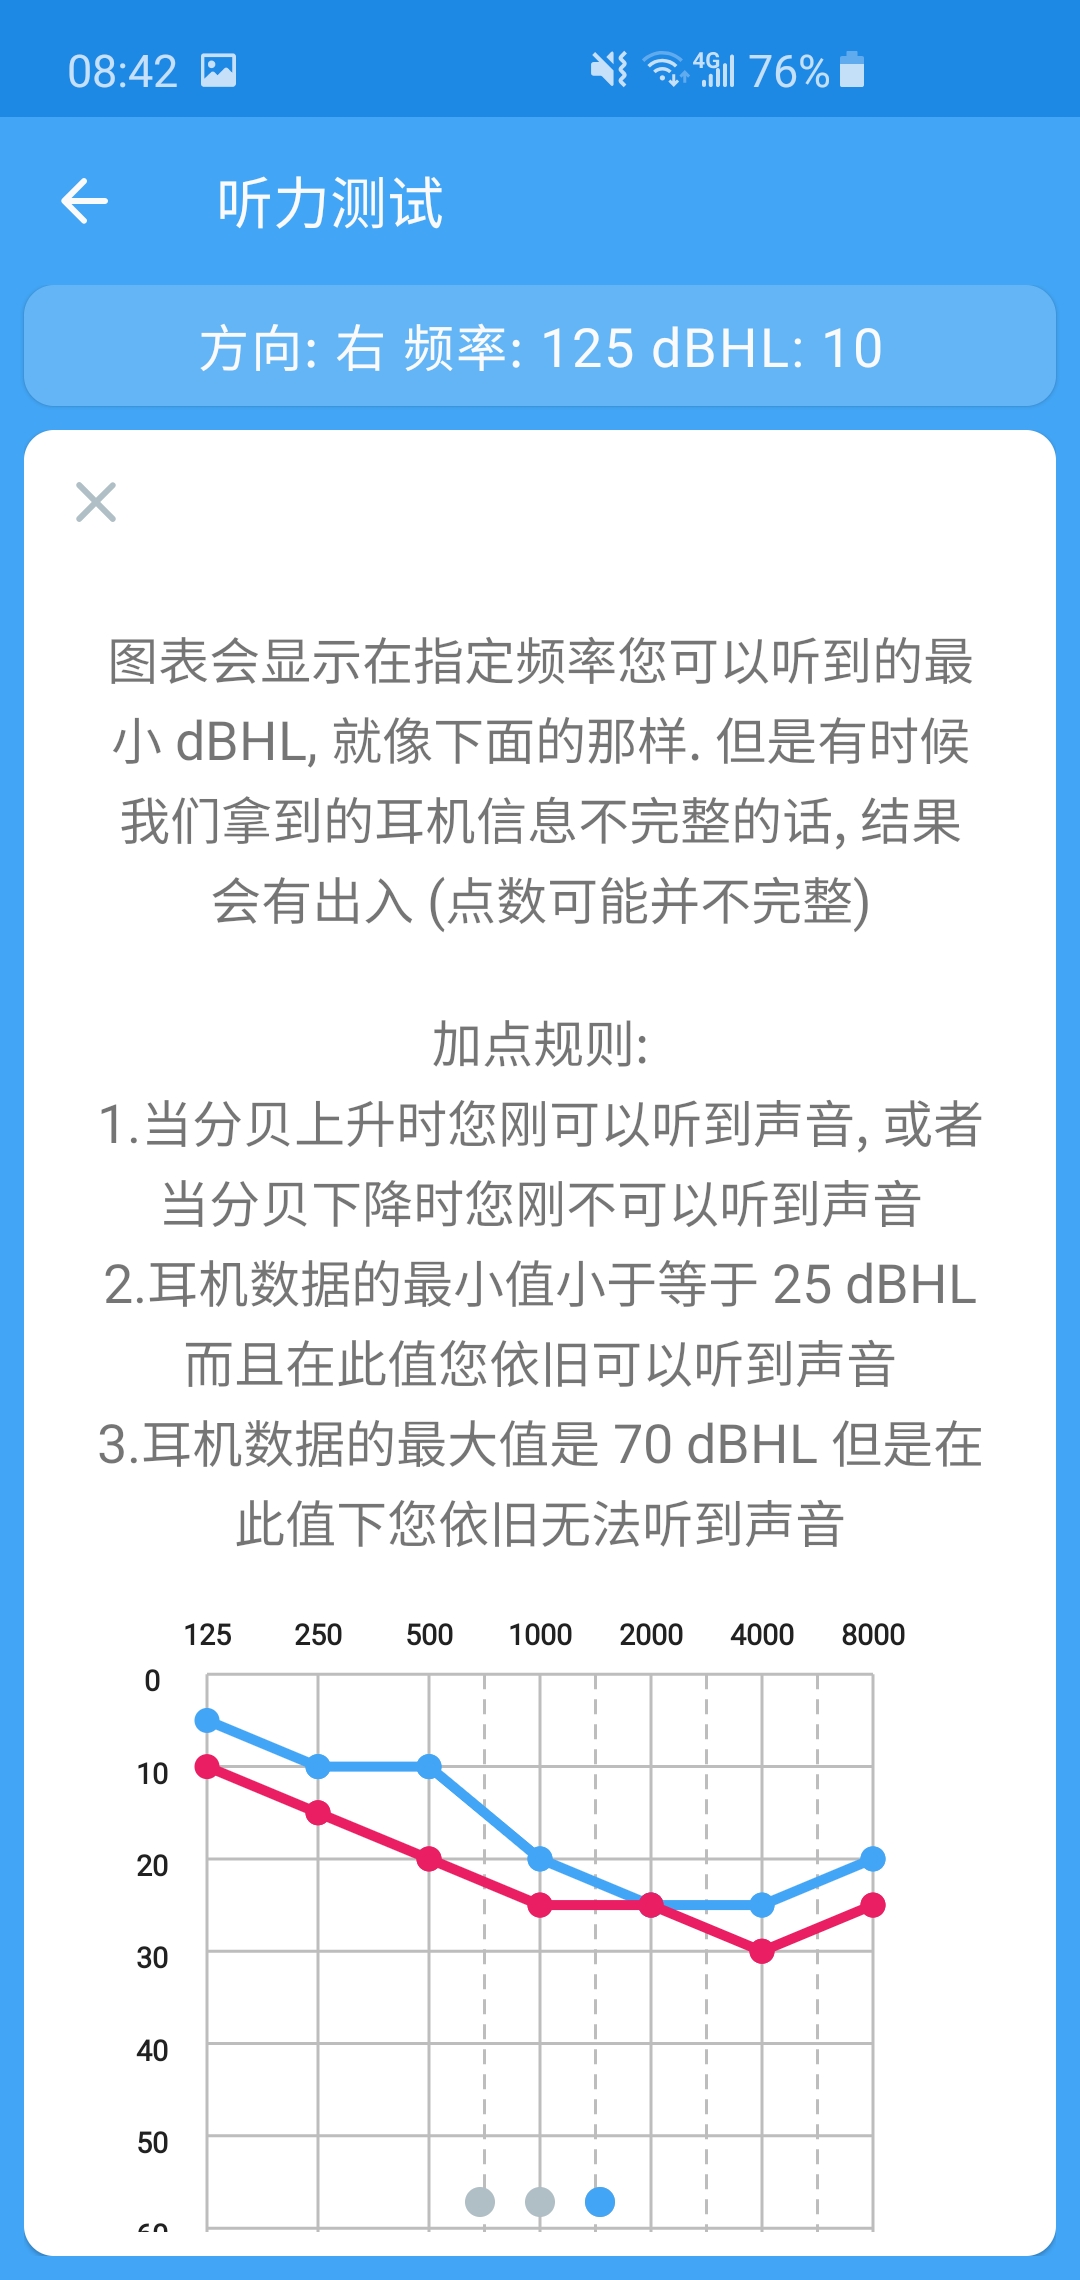 08:42 4G 76%
听力测试
方向: 右 频率: 125 dBHL: 10
图表会显示在指定频率您可以听到的最
小 dBHL, 就像下面的那样. 但是有时候
我们拿到的耳机信息不完整的话, 结果
会有出入 (点数可能并不完整)
加点规则:
1.当分贝上升时您刚可以听到声音, 或者
当分贝下降时您刚不可以听到声音
2.耳机数据的最小值小于等于 25 dBHL
而且在此值您依旧可以听到声音
3.耳机数据的最大值是 70 dBHL 但是在
此值下您依旧无法听到声音
125 250 500 1000 2000 4000 8000
0
10
20
30
40
50
60